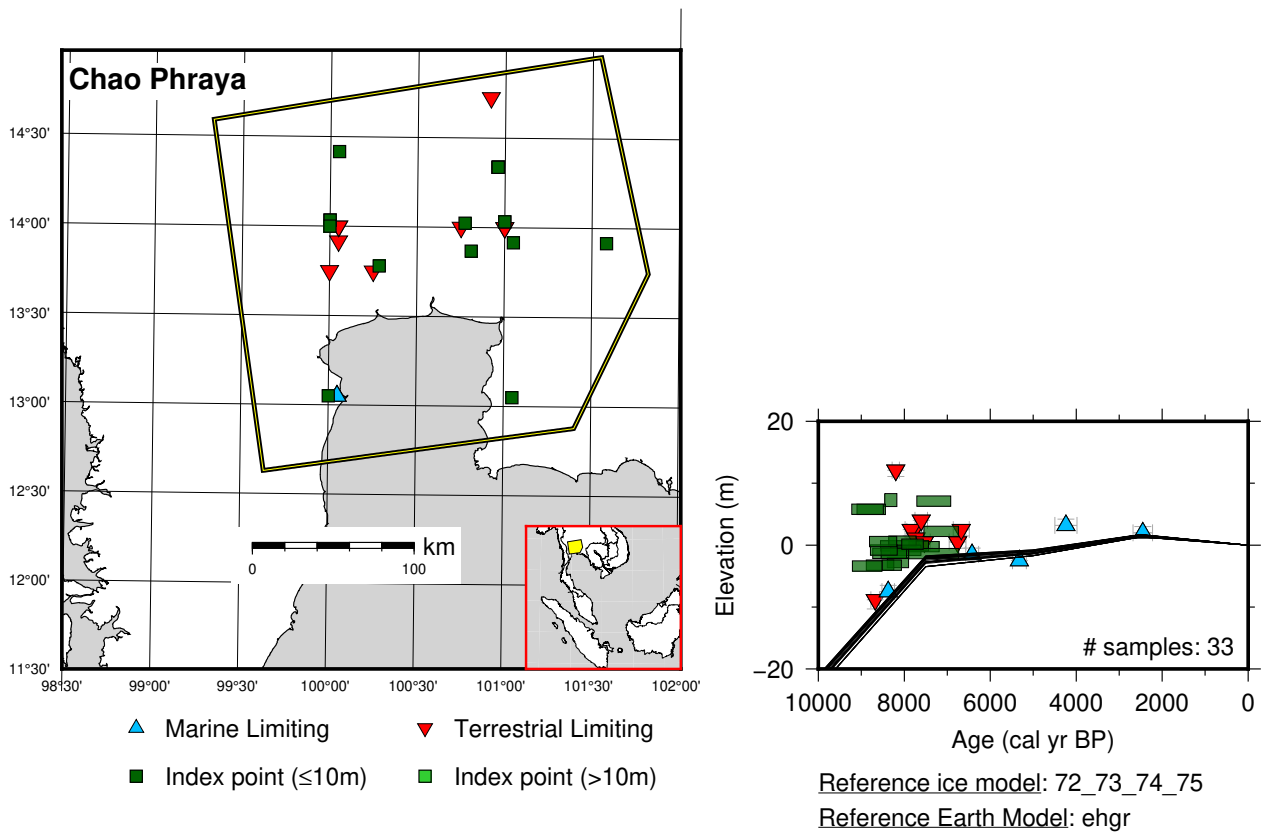 Chao Phraya
14°30'
14°00'
13°30'
13°00'
12°30'
12°00'
11°30'
98°30'
99°00'
99°30'
100°00'
100°30'
101°00'
101°30'
102°00'
km
0
100
Marine Limiting
Terrestrial Limiting
Index point (≤10m)
Index point (>10m)
Elevation (m)
20
0
−20
# samples: 33
10000
8000
6000
4000
2000
0
Age (cal yr BP)
Reference ice model: 72_73_74_75
Reference Earth Model: ehgr